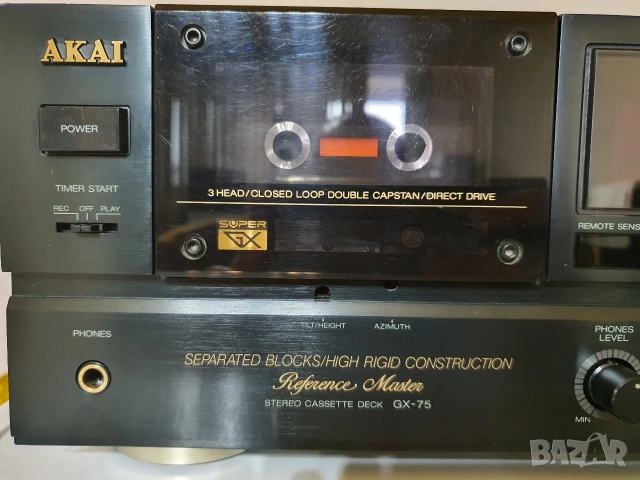 AKAI
POWER
TIMER START
REC OFF PLAY
3 HEAD/CLOSED LOOP DOUBLE CAPSTAN/DIRECT DRIVE
SUPER
GX
REMOTE SENS
TILT/HEIGHT AZIMUTH
PHONES
SEPARATED BLOCKS/HIGH RIGID CONSTRUCTION
Reference Master
STEREO CASSETTE DECK GX-75
PHONES
LEVEL
MIN
BAZAR